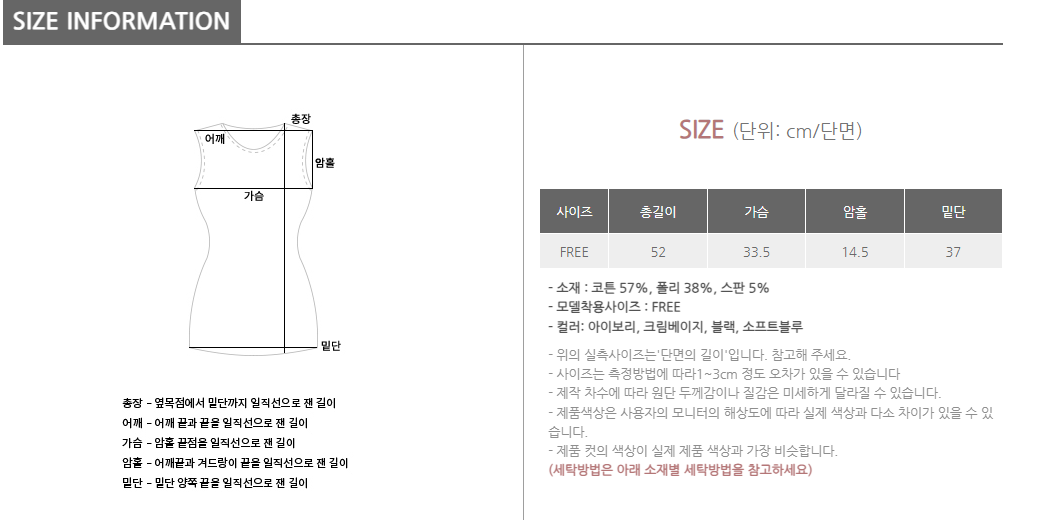 SIZE INFORMATION
총장
어깨
암홀
가슴
밑단
총장 - 옆목점에서 밑단까지 일직선으로 잰 길이
어깨 - 어깨 끝과 끝을 일직선으로 잰 길이
가슴 - 암홀 끝점을 일직선으로 잰 길이
암홀 - 어깨끝과 겨드랑이 끝을 일직선으로 잰 길이
밑단 - 밑단 양쪽 끝을 일직선으로 잰 길이
SIZE (단위: cm/단면)
사이즈 총길이 가슴 암홀 밑단
FREE 52 33.5 14.5 37
- 소재 : 코튼 57%, 폴리 38%, 스판 5%
- 모델착용사이즈 : FREE
- 컬러: 아이보리, 크림베이지, 블랙, 소프트블루
- 위의 실측사이즈는'단면의 길이'입니다. 참고해 주세요.
- 사이즈는 측정방법에 따라1~3cm 정도 오차가 있을 수 있습니다
- 제작 차수에 따라 원단 두께감이나 질감은 미세하게 달라질 수 있습니다.
- 제품색상은 사용자의 모니터의 해상도에 따라 실제 색상과 다소 차이가 있을 수 있
습니다.
- 제품 컷의 색상이 실제 제품 색상과 가장 비슷합니다.
(세탁방법은 아래 소재별 세탁방법을 참고하세요)